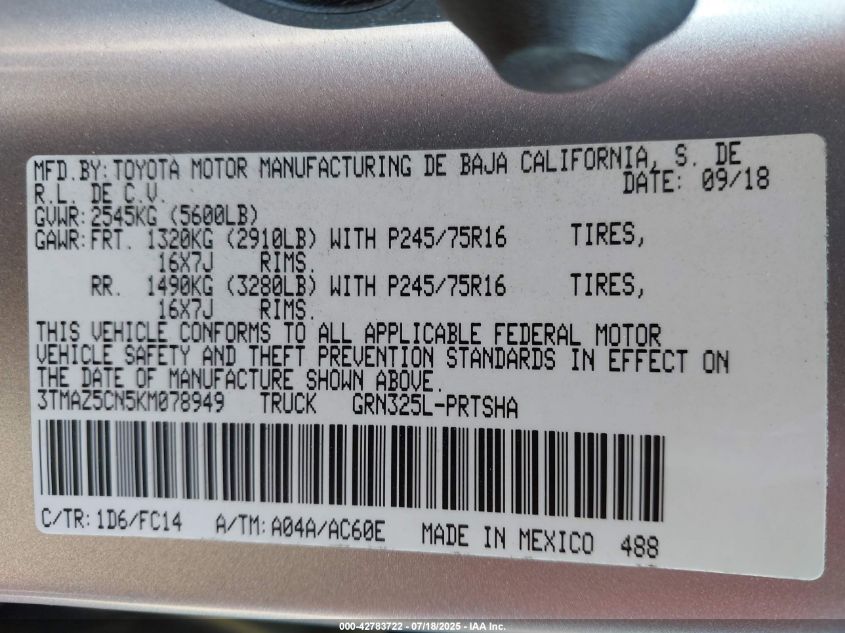 MFD.BY: TOYOTA MOTOR MANUFACTURING DE BAJA CALIFORNIA, S. DE
R.L. DE C.V. DATE: 09/18
GVWR: 2545KG (5600LB)
GAWR: FRT. 1320KG (2910LB) WITH P245/75R16 TIRES,
16X7J RIMS.
RR. 1490KG (3280LB) WITH P245/75R16 TIRES,
16X7J RIMS.
THIS VEHICLE CONFORMS TO ALL APPLICABLE FEDERAL MOTOR
VEHICLE SAFETY AND THEFT PREVENTION STANDARDS IN EFFECT ON
THE DATE OF MANUFACTURE SHOWN ABOVE.
3TMAZ5CN5KM078949 TRUCK GRN325L-PRTSHA
C/TR: 1D6/FC14 A/TM: A04A/AC60E MADE IN MEXICO 488
000-42783722 - 07/18/2025 - IAA Inc.